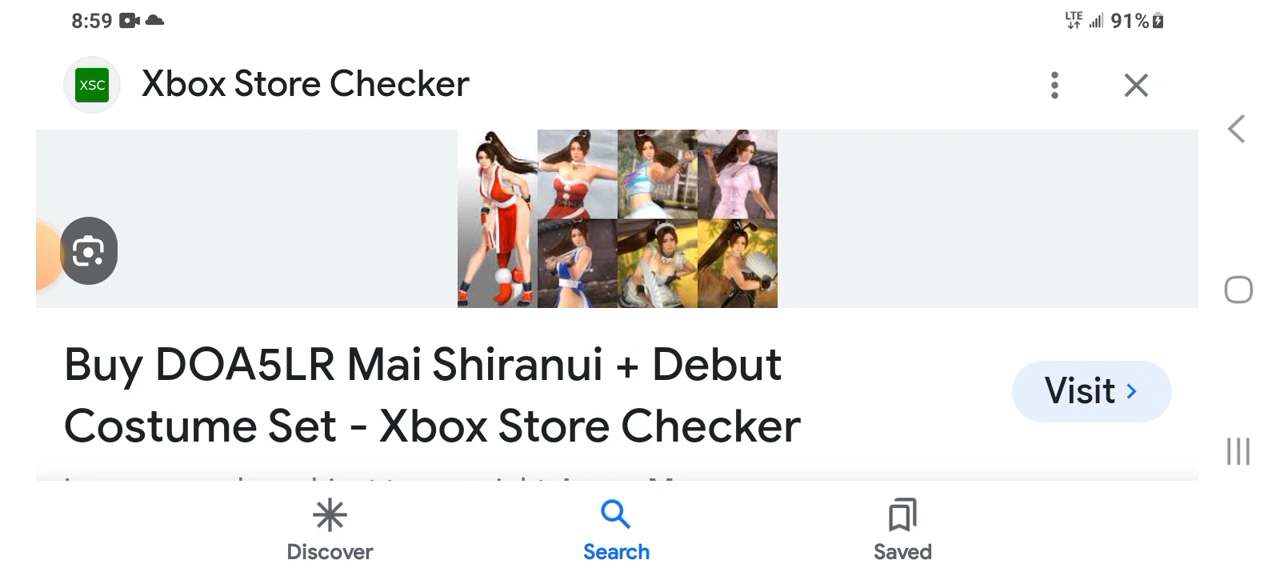 8:59
LTE
91%
XSC
Xbox Store Checker
Buy DOA5LR Mai Shiranui + Debut
Costume Set - Xbox Store Checker
Visit
Discover
Search
Saved